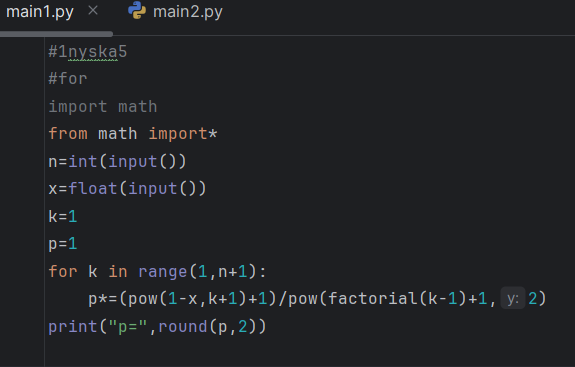 main1.py × main2.py
#1nyska5
#for
import math
from math import*
n=int(input())
x=float(input())
k=1
p=1
for k in range(1,n+1):
    p*=(pow(1-x,k+1)+1)/pow(factorial(k-1)+1, y: 2)
print("p=",round(p,2))